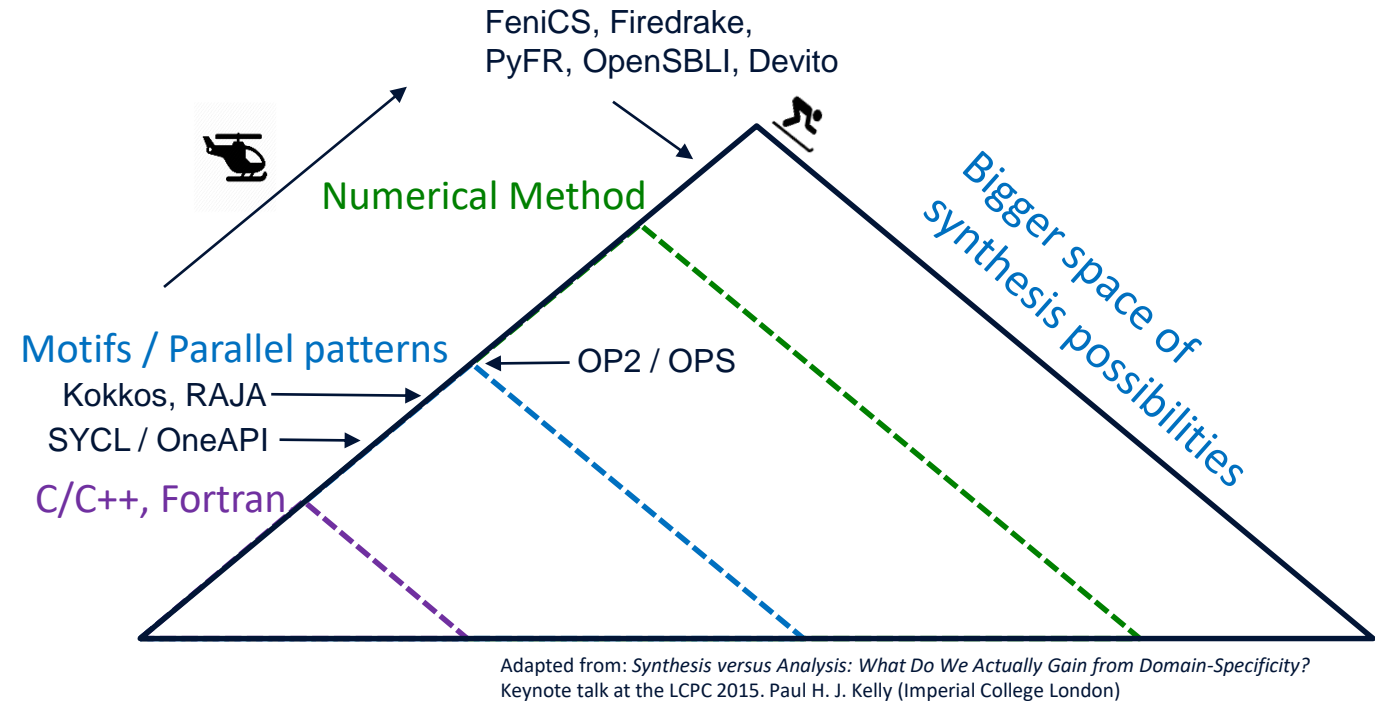 FeniCS, Firedrake,
PyFR, OpenSBLI, Devito
Numerical Method
Bigger space of
synthesis possibilities
Motifs / Parallel patterns
OP2 / OPS
Kokkos, RAJA
SYCL / OneAPI
C/C++, Fortran
Adapted from: Synthesis versus Analysis: What Do We Actually Gain from Domain-Specificity?
Keynote talk at the LCPC 2015. Paul H. J. Kelly (Imperial College London)